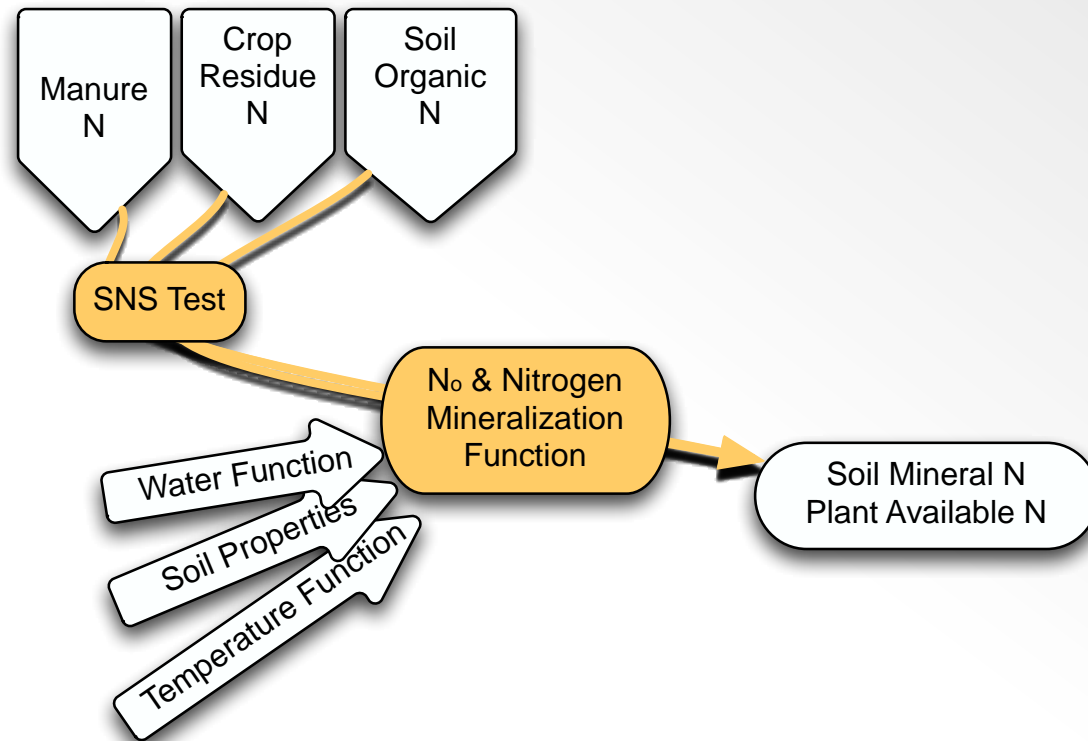 Manure
N
Crop
Residue
N
Soil
Organic
N
SNS Test
Nₒ & Nitrogen
Mineralization
Function
Water Function
Soil Properties
Temperature Function
Soil Mineral N
Plant Available N